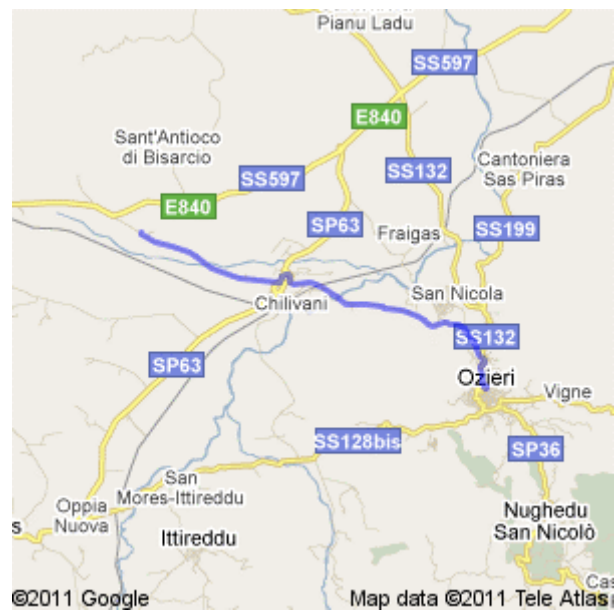 Pianu Ladu
SS597
E840
Sant'Antioco
di Bisarcio
SS597
SS132
Cantoniera
Sas Piras
E840
SP63
Fraigas
SS199
Chilivani
San Nicola
SS132
SP63
Ozieri
Vigne
SS128bis
SP36
San
Mores-Ittireddu
Oppia
Nuova
Ittireddu
Nughedu
San Nicolò
©2011 Google
Map data ©2011 Tele Atlas